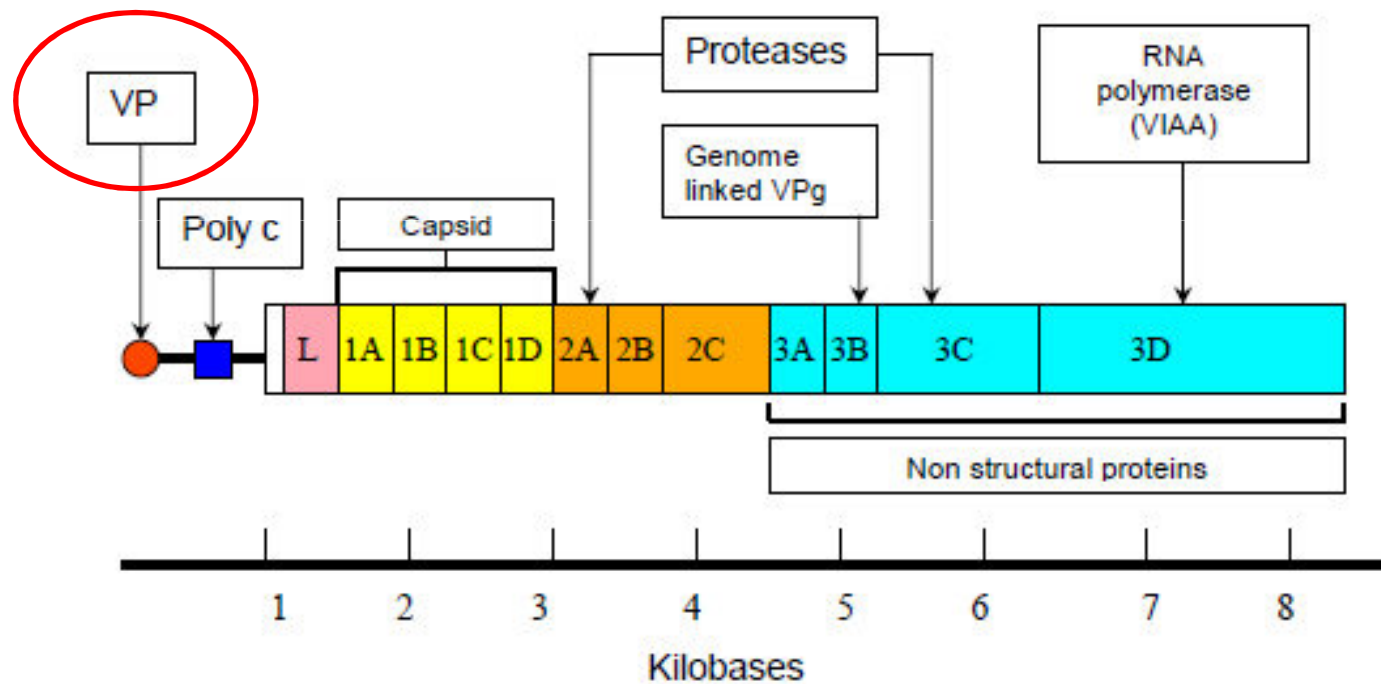 VP
Proteases
RNA
polymerase
(VIAA)
Genome
linked VPg
Poly c
Capsid
L 1A 1B 1C 1D 2A 2B 2C 3A 3B 3C 3D
Non structural proteins
1 2 3 4 5 6 7 8
Kilobases